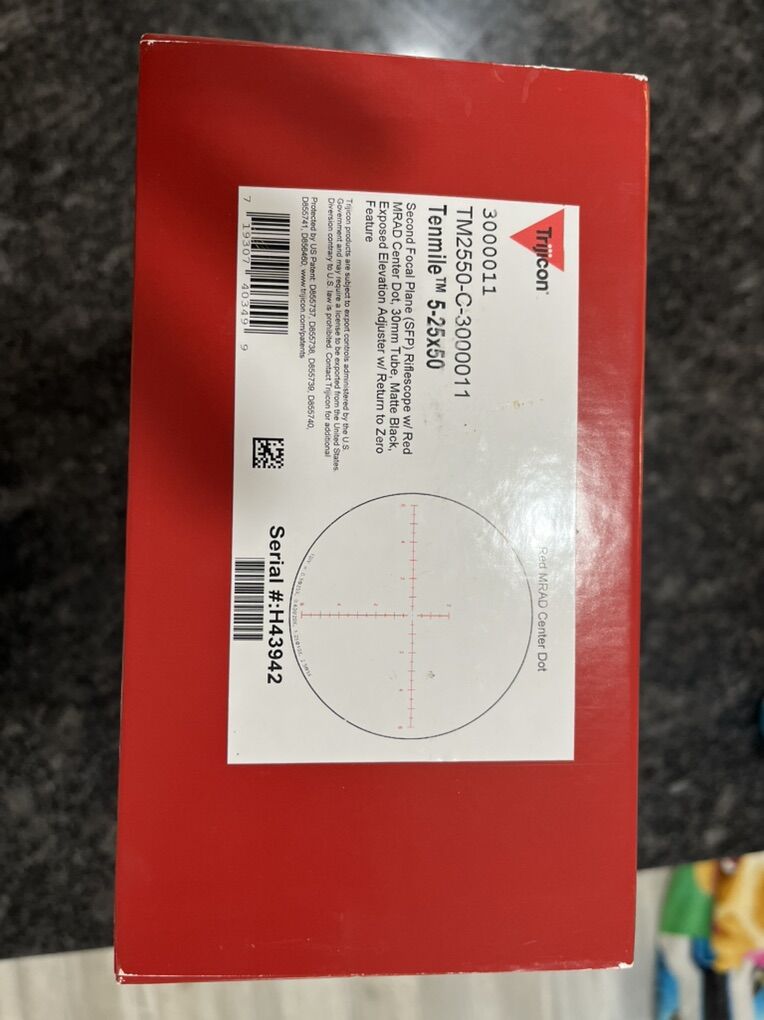 Trijicon
3000011
TM2550-C-3000011
Tenmile™ 5-25x50
Second Focal Plane (SFP) Riflescope w/ Red
MRAD Center Dot, 30mm Tube, Matte Black,
Exposed Elevation Adjuster w/ Return to Zero
Feature
Trijicon products are subject to export controls administered by the U.S.
Government and may require a license to be exported from the United States.
Diversion contrary to U.S. law is prohibited. Contact Trijicon for additional
Protected by US Patent: D855737, D855738, D855739, D855740,
D855741, D856460, www.trijicon.com/patents
7 19307 40349 9
Red MRAD Center Dot
Serial #:H43942